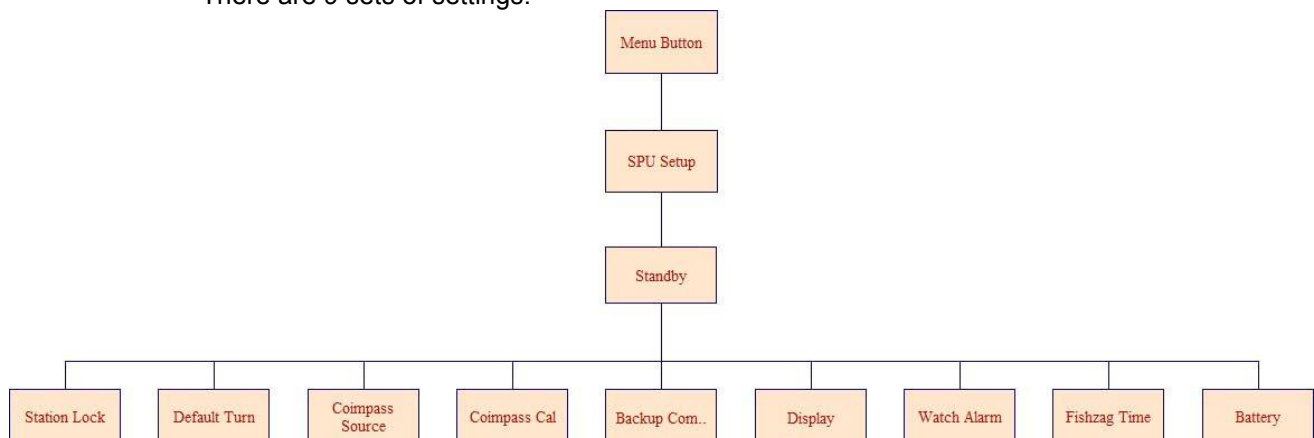 There are 9 sets of settings.
Menu Button
SPU Setup
Standby
Station Lock
Default Turn
Coimpass
Source
Coimpass Cal
Backup Com..
Display
Watch Alarm
Fishzag Time
Battery